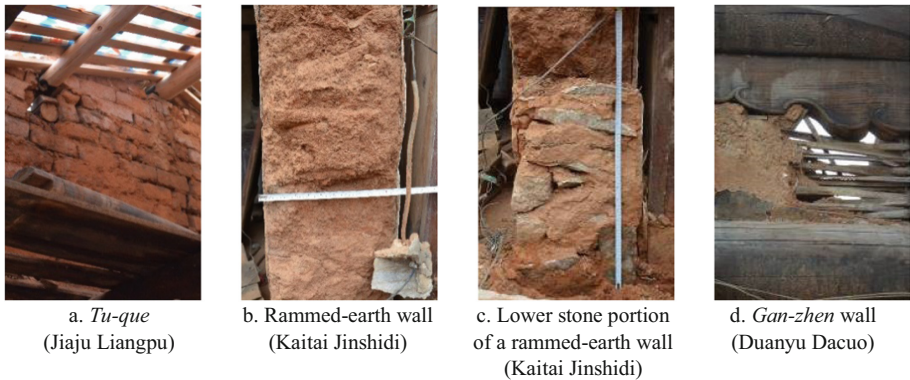 a. Tu-que
(Jiaju Liangpu)
b. Rammed-earth wall
(Kaitai Jinshidi)
c. Lower stone portion
of a rammed-earth wall
(Kaitai Jinshidi)
d. Gan-zhen wall
(Duanyu Dacuo)